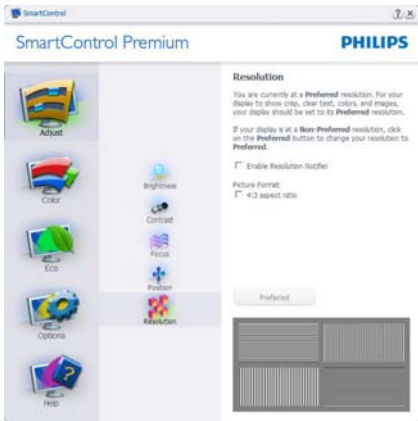 SmartControl
SmartControl Premium
PHILIPS
Adjust
Color
Eco
Options
Help
Brightness
Contrast
Focus
Position
Resolution
Resolution
You are currently at a Preferred resolution. For your
display to show crisp, clear text, colors, and images,
your display should be set to its Preferred resolution.
If your display is at a Non-Preferred resolution, click
on the Preferred button to change your resolution to
Preferred.
Enable Resolution Notifier
Picture Format
4:3 aspect ratio
Preferred